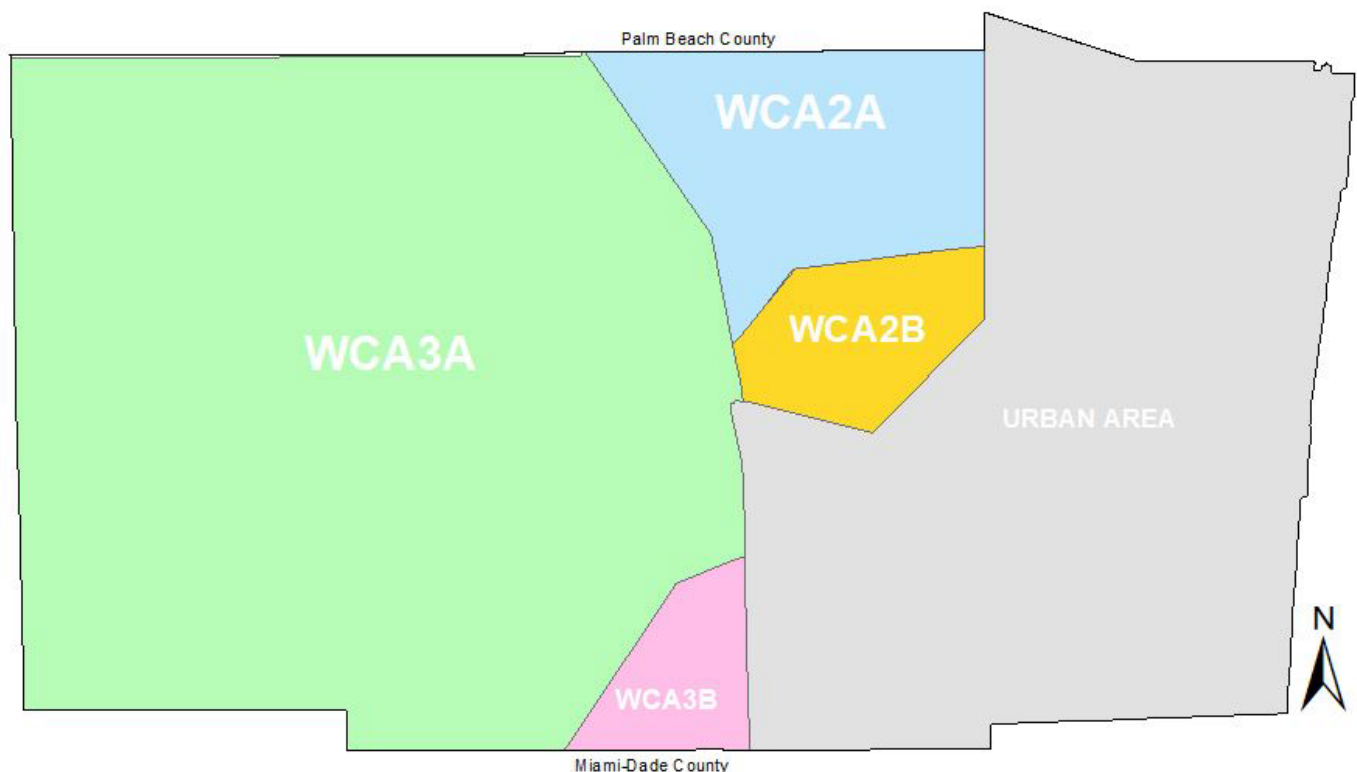 Palm Beach County
WCA2A
WCA2B
WCA3A
URBAN AREA
N
WCA3B
Miami-Dade County